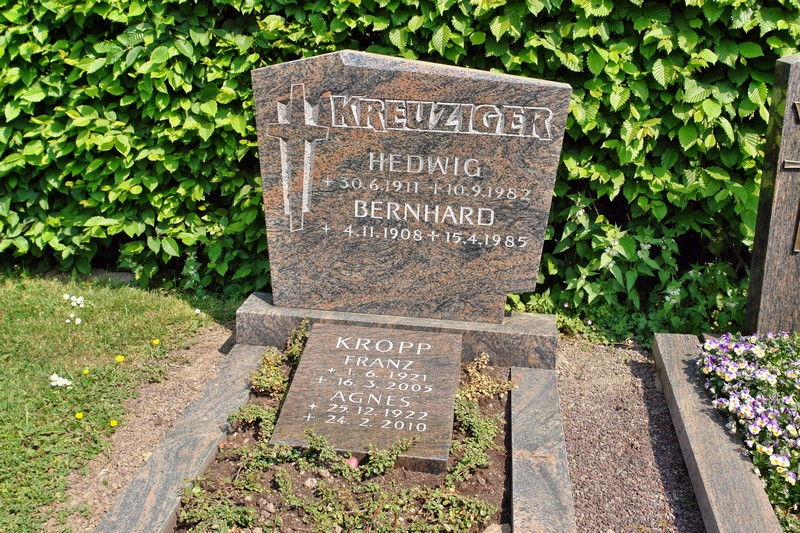 KREUZIGER
HEDWIG
+ 30.6.1911 + 10.9.1982
BERNHARD
+ 4.11.1908 + 15.4.1985
KROPP
FRANZ
+ 1. 6. 1921
+ 16. 3. 2005
AGNES
+ 25. 12. 1922
+ 24. 2. 2010